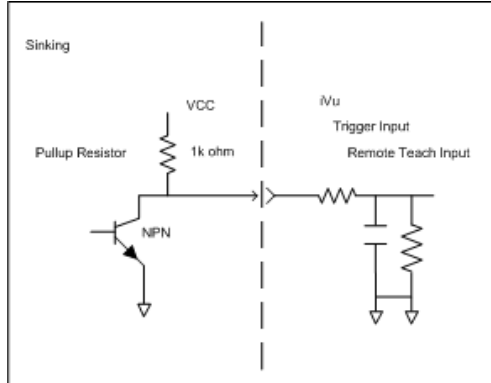 Sinking
VCC
iVu
Trigger Input
Pullup Resistor
1k ohm
Remote Teach Input
NPN